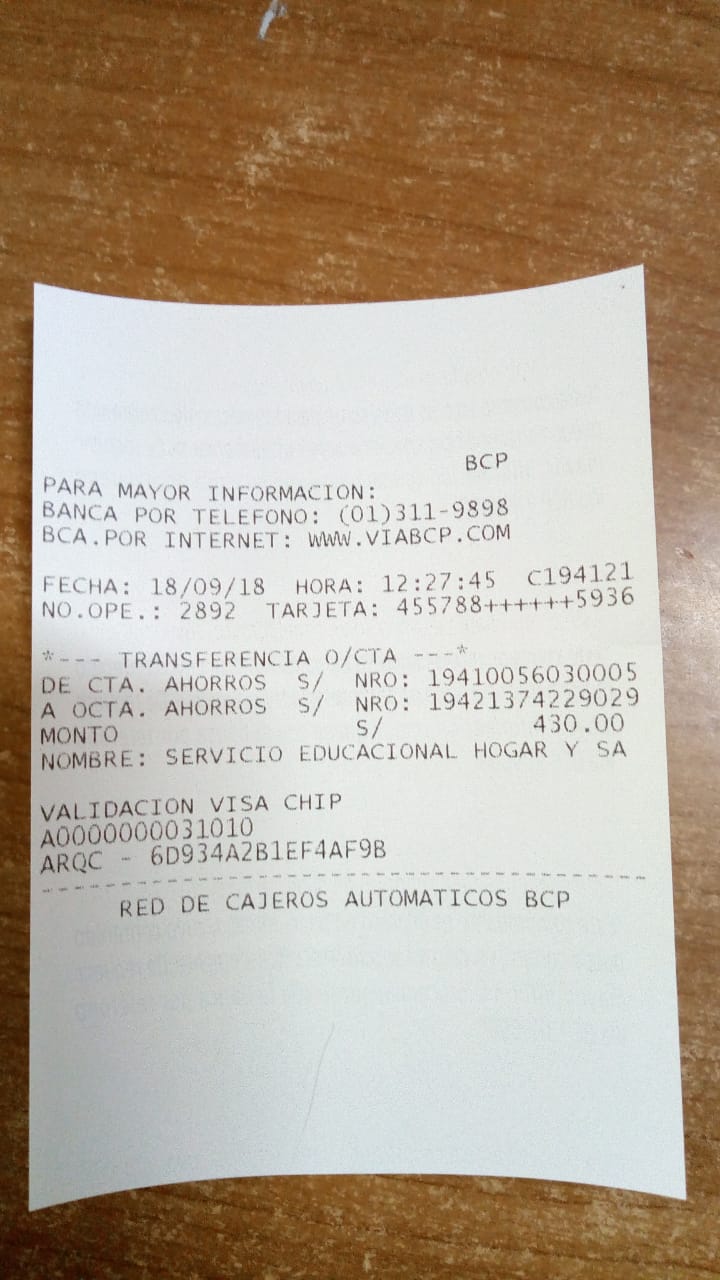 BCP
PARA MAYOR INFORMACION:
BANCA POR TELEFONO: (01)311-9898
BCA.POR INTERNET: WWW.VIABCP.COM
FECHA: 18/09/18 HORA: 12:27:45 C194121
NO.OPE.: 2892 TARJETA: 455788++++++5936
*--- TRANSFERENCIA O/CTA ---*
DE CTA. AHORROS S/ NRO: 19410056030005
A OCTA. AHORROS S/ NRO: 19421374229029
MONTO S/ 430.00
NOMBRE: SERVICIO EDUCACIONAL HOGAR Y SA
VALIDACION VISA CHIP
A0000000031010
ARQC - 6D934A2B1EF4AF9B
RED DE CAJEROS AUTOMATICOS BCP